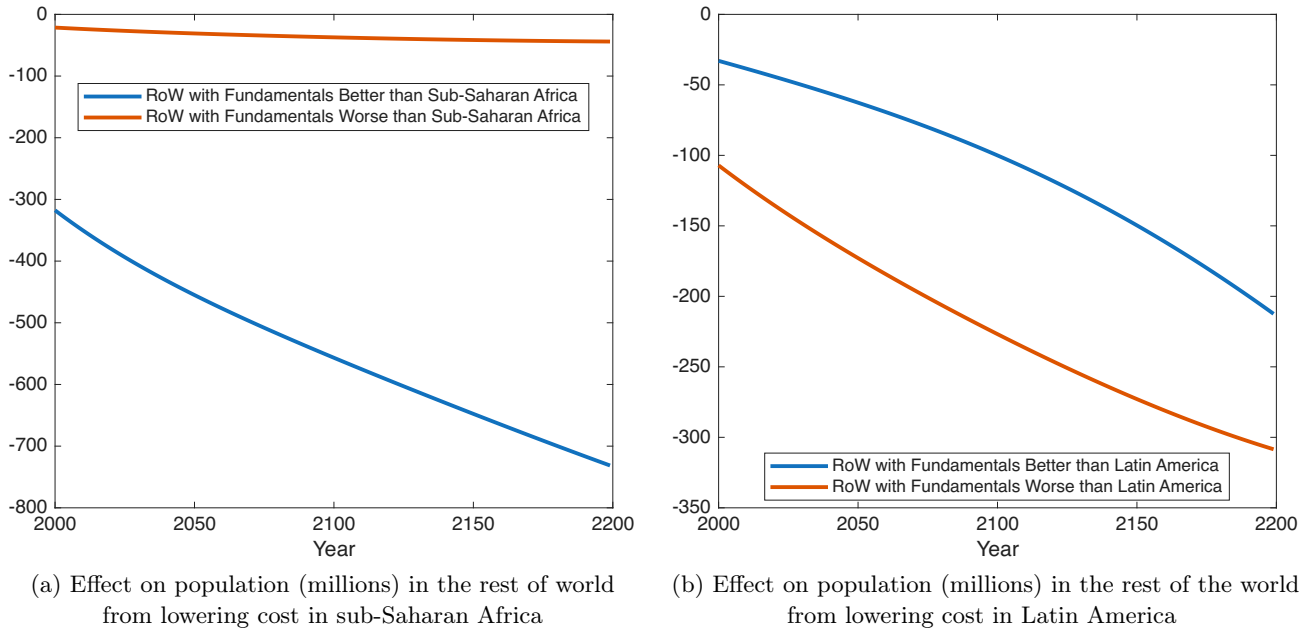 0
-100
-200
-300
-400
-500
-600
-700
-800
RoW with Fundamentals Better than Sub-Saharan Africa
RoW with Fundamentals Worse than Sub-Saharan Africa
2000 2050 2100 2150 2200
Year
(a) Effect on population (millions) in the rest of world
from lowering cost in sub-Saharan Africa
0
-50
-100
-150
-200
-250
-300
-350
RoW with Fundamentals Better than Latin America
RoW with Fundamentals Worse than Latin America
2000 2050 2100 2150 2200
Year
(b) Effect on population (millions) in the rest of the world
from lowering cost in Latin America